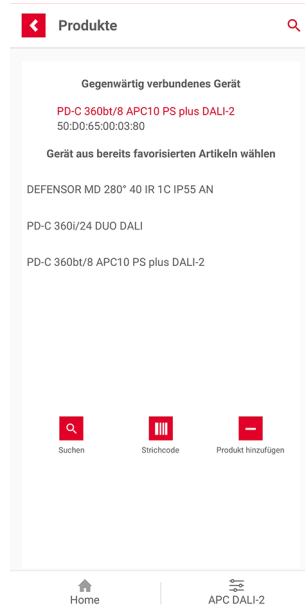 Produkte
Gegenwärtig verbundenes Gerät
PD-C 360bt/8 APC10 PS plus DALI-2
50:D0:65:00:03:80
Gerät aus bereits favorisierten Artikeln wählen
DEFENSOR MD 280° 40 IR 1C IP55 AN
PD-C 360i/24 DUO DALI
PD-C 360bt/8 APC10 PS plus DALI-2
Suchen Strichcode Produkt hinzufügen
Home APC DALI-2